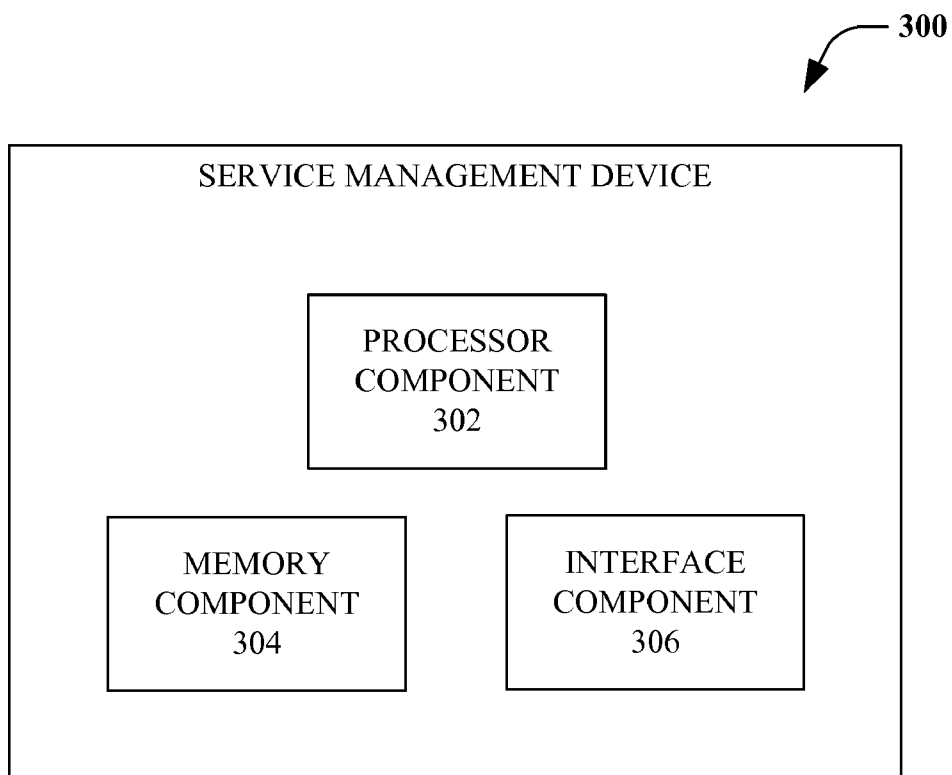 300
SERVICE MANAGEMENT DEVICE
PROCESSOR
COMPONENT
302
MEMORY
COMPONENT
304
INTERFACE
COMPONENT
306